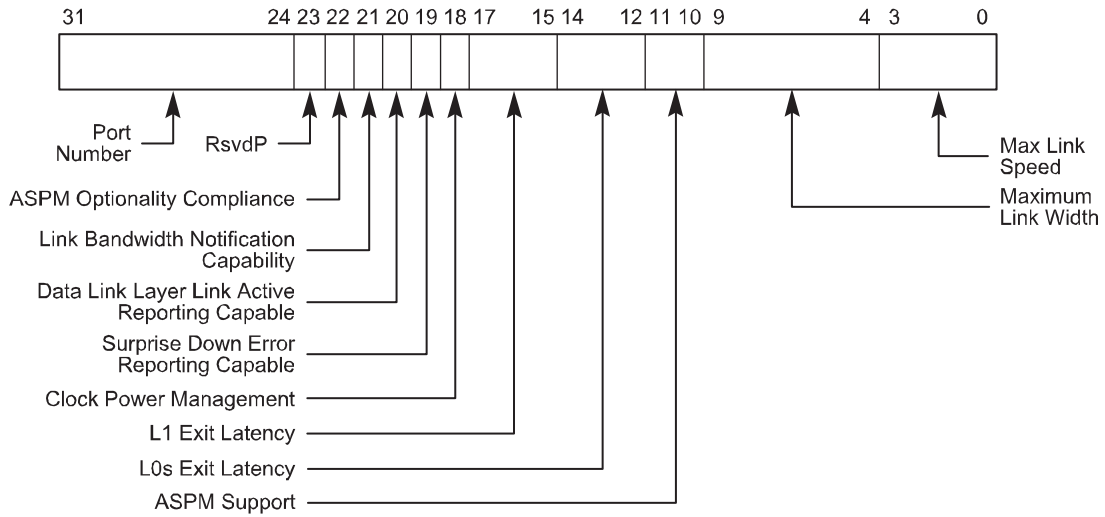 31 24 23 22 21 20 19 18 17 15 14 12 11 10 9 4 3 0
Port
Number
RsvdP
Max Link
Speed
ASPM Optionality Compliance
Maximum
Link Width
Link Bandwidth Notification
Capability
Data Link Layer Link Active
Reporting Capable
Surprise Down Error
Reporting Capable
Clock Power Management
L1 Exit Latency
L0s Exit Latency
ASPM Support